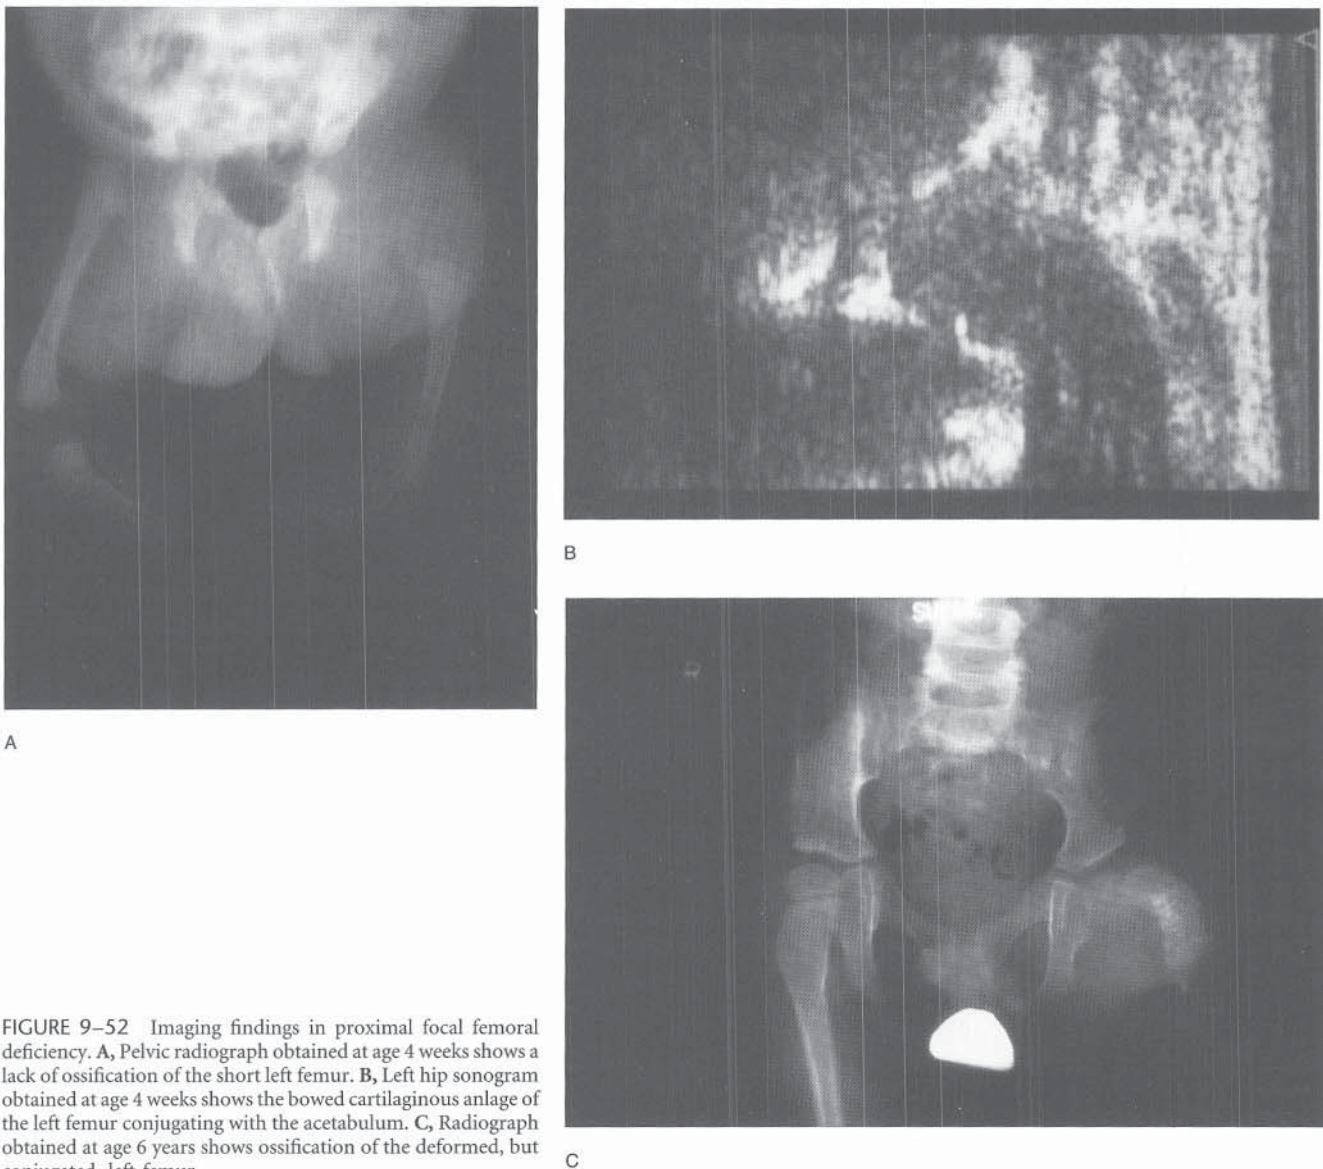 A
B
C
FIGURE 9–52 Imaging findings in proximal focal femoral
deficiency. A, Pelvic radiograph obtained at age 4 weeks shows a
lack of ossification of the short left femur. B, Left hip sonogram
obtained at age 4 weeks shows the bowed cartilaginous anlage of
the left femur conjugating with the acetabulum. C, Radiograph
obtained at age 6 years shows ossification of the deformed, but
left femur.